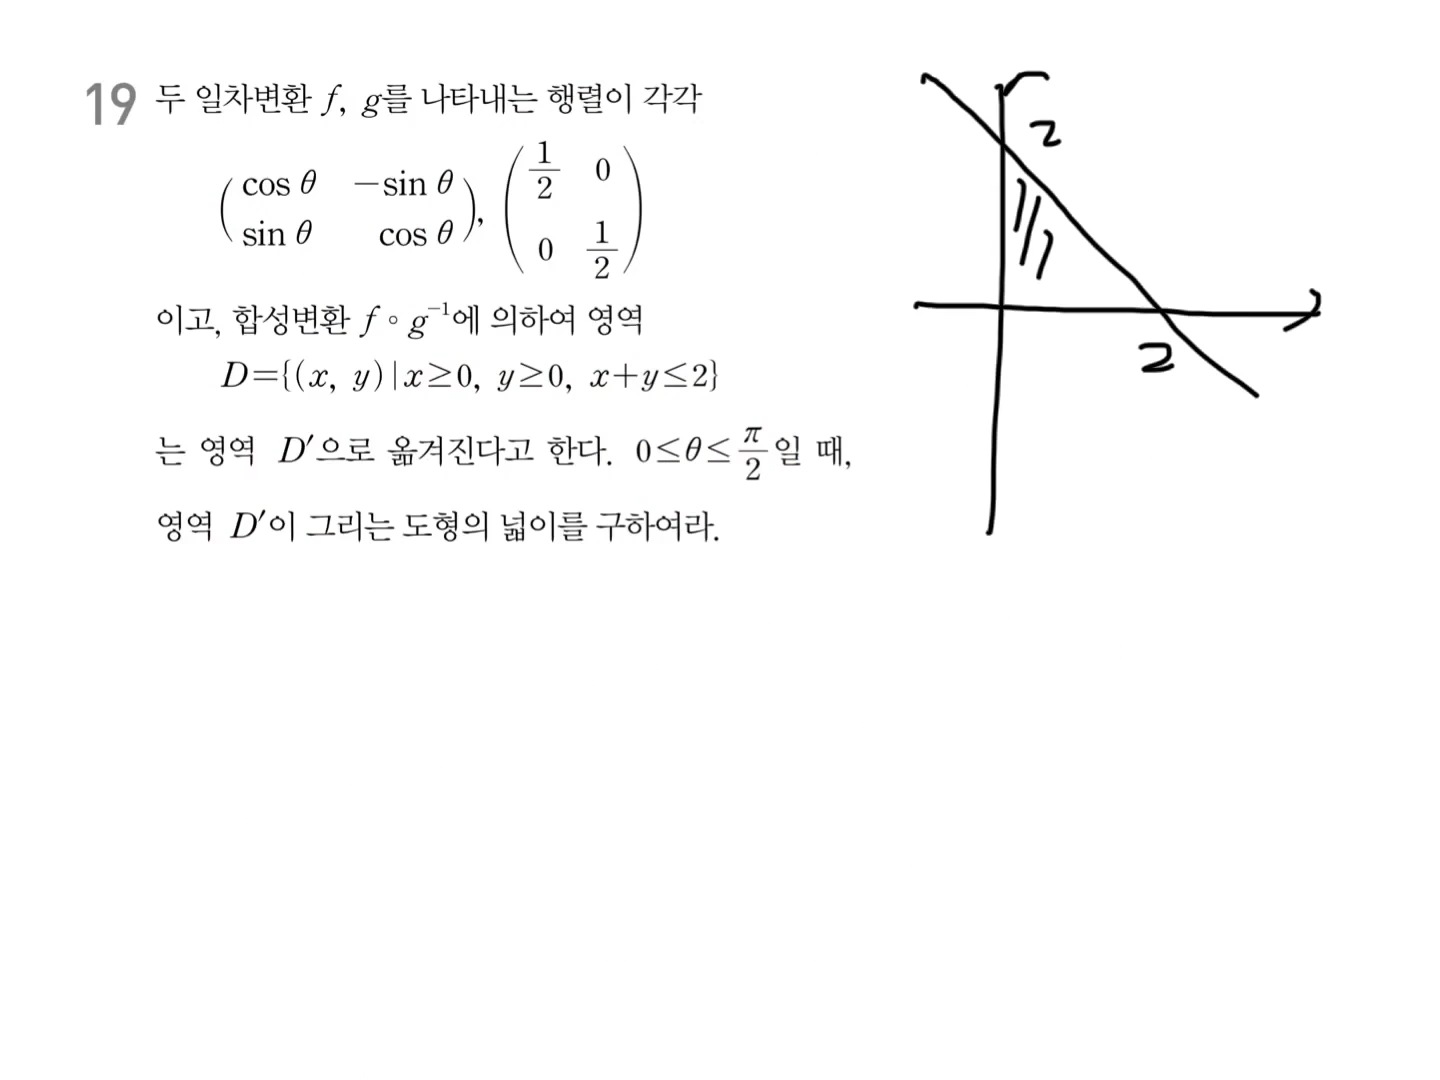 19 두 일차변환 f, g를 나타내는 행렬이 각각
( cos θ  −sin θ
sin θ  cos θ ), ( 1/2  0
0  1/2 )
이고, 합성변환 f∘g⁻¹에 의하여 영역
D={(x, y)|x≥0, y≥0, x+y≤2}
는 영역 D′으로 옮겨진다고 한다. 0≤θ≤π/2일 때,
영역 D′이 그리는 도형의 넓이를 구하여라.
2
2